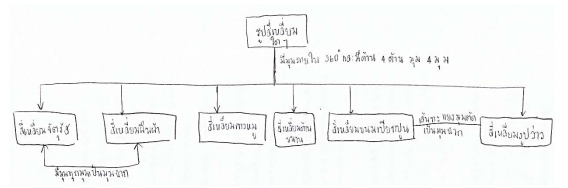 รูปสี่เหลี่ยม
ใด ๆ
มีมุมภายใน 360° และมีด้าน 4 ด้าน มุม 4 มุม
สี่เหลี่ยมจัตุรัส
สี่เหลี่ยมผืนผ้า
สี่เหลี่ยมคางหมู
สี่เหลี่ยมด้าน
ขนาน
สี่เหลี่ยมขนมเปียกปูน
เส้นทะแยงมุมตัด
เป็นมุมฉาก
สี่เหลี่ยมรูปว่าว
มีมุมทุกมุมเป็นมุมฉาก